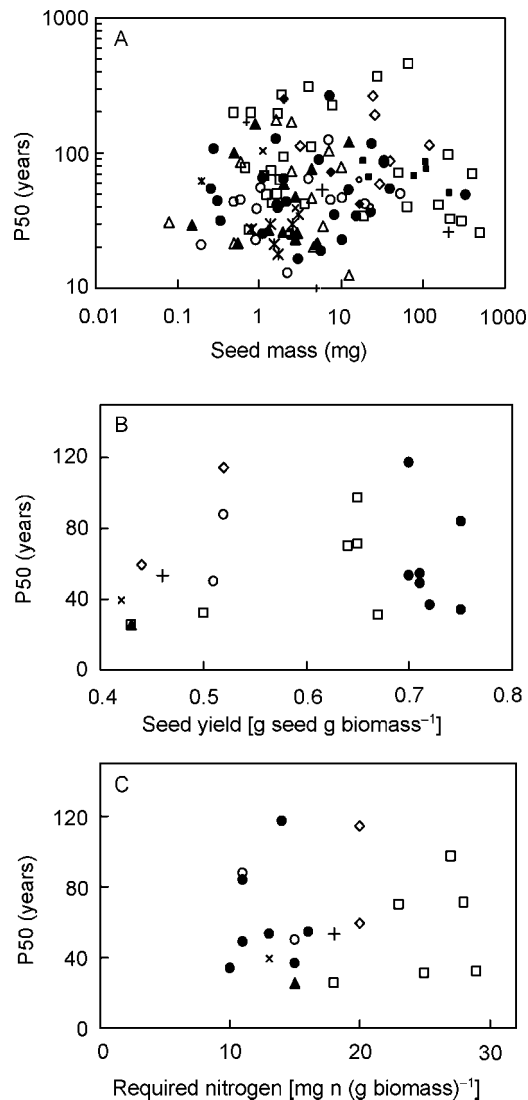 A
1000
100
10
P50 (years)
0.01 0.1 1 10 100 1000
Seed mass (mg)
B
120
80
40
0
P50 (years)
0.4 0.5 0.6 0.7 0.8
Seed yield [g seed g biomass⁻¹]
C
120
80
40
0
P50 (years)
0 10 20 30
Required nitrogen [mg n (g biomass)⁻¹]